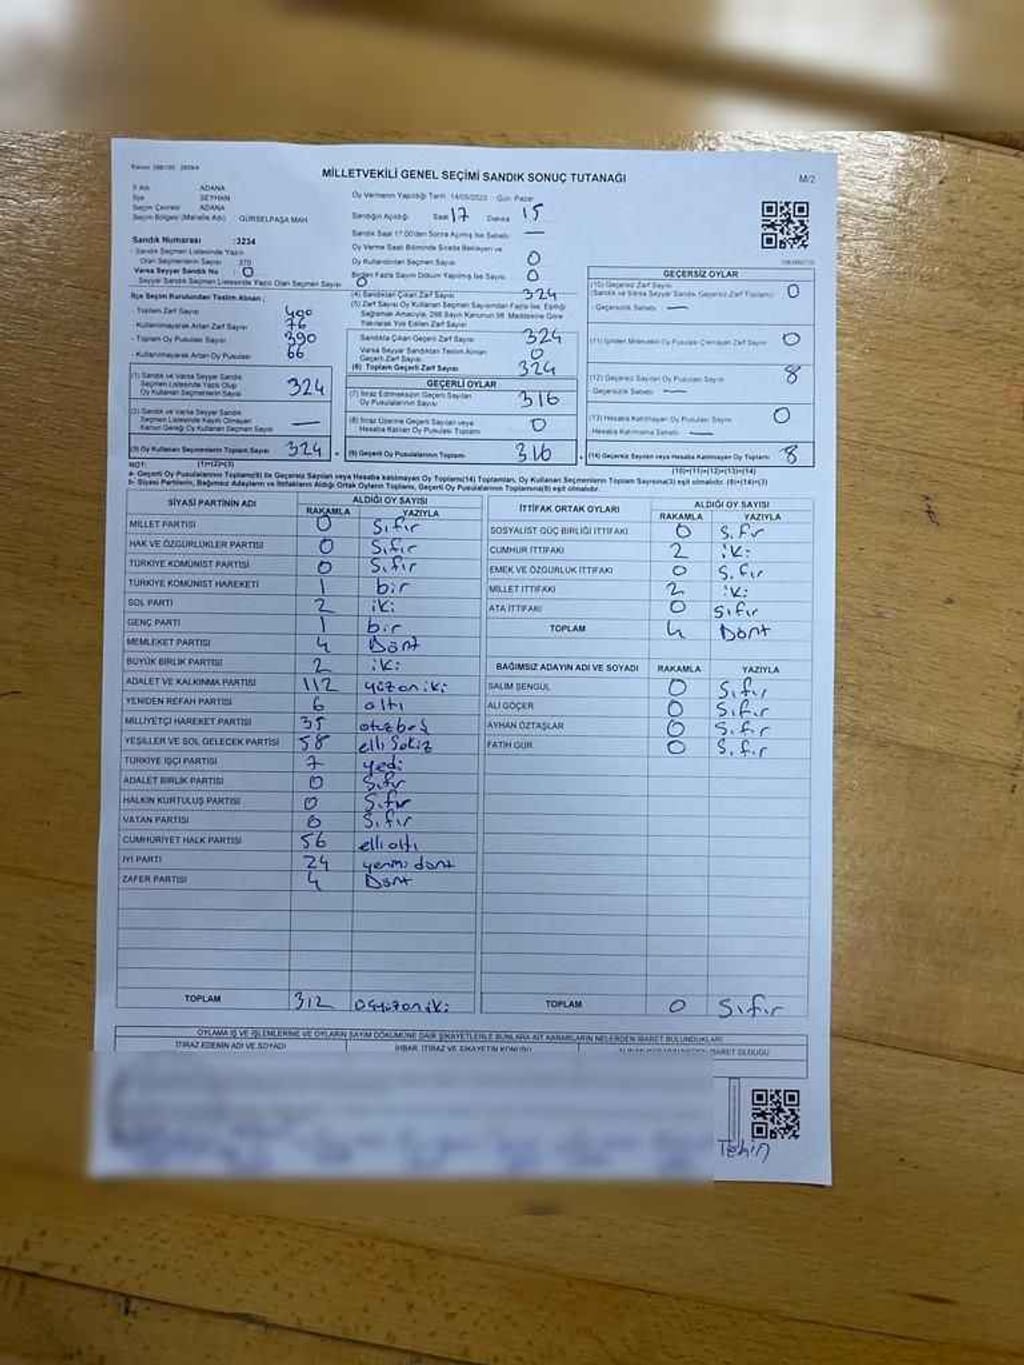 MİLLETVEKİLİ GENEL SEÇİMİ SANDIK SONUÇ TUTANAĞI
M/2
İl Adı ADANA
İlçe SEYHAN
Seçim Çevresi ADANA
Seçim Bölgesi (Mahalle Adı) GÜRSELPAŞA MAH
Sandık Numarası :3234
Sandık Seçmen Listesinde Yazılı
Olan Seçmenlerin Sayısı 370
Varsa Seyyar Sandık No : 0
Seyyar Sandık Seçmen Listesinde Yazılı Olan Seçmen Sayısı 0
Oy Vermenin Yapıldığı Tarih 14/05/2023 Gün Pazar
Sandığın Açıldığı Saat 17 Dakika 15
Sandık Saat 17.00'den Sonra Açılmış İse Sebebi —
Oy Verme Saati Bitiminde Sırada Bekleyen ve
Oy Kullandırılan Seçmen Sayısı 0
Birden Fazla Sayım Döküm Yapılmış İse Sayısı 0
İlçe Seçim Kurulundan Teslim Alınan ;
- Toplam Zarf Sayısı 400
- Kullanılmayarak Artan Zarf Sayısı 76
- Toplam Oy Pusulası Sayısı 390
- Kullanılmayarak Artan Oy Pusulası 66
(1) Sandık ve Varsa Seyyar Sandık
Seçmen Listesinde Yazılı Olup
Oy Kullanan Seçmenlerin Sayısı 324
(2) Sandık ve Varsa Seyyar Sandık
Seçmen Listesinde Kayıtlı Olmayan
Kanun Gereği Oy Kullanan Seçmen Sayısı —
(3) Oy Kullanan Seçmenlerin Toplam Sayısı 324
(1)+(2)=(3)
(4) Sandıktan Çıkan Zarf Sayısı 324
(5) Zarf Sayısı Oy Kullanan Seçmen Sayısından Fazla İse, Eşitliği
Sağlamak Amacıyla, 298 Sayılı Kanunun 98. Maddesine Göre
Yakılarak Yok Edilen Zarf Sayısı
Sandıkta Çıkan Geçerli Zarf Sayısı 324
Varsa Seyyar Sandıktan Teslim Alınan
Geçerli Zarf Sayısı 0
(6) Toplam Geçerli Zarf Sayısı 324
GEÇERLİ OYLAR
(7) İtiraz Edilmeksizin Geçerli Sayılan
Oy Pusulalarının Sayısı 316
(8) İtiraz Üzerine Geçerli Sayılan veya
Hesaba Katılan Oy Pusulası Toplamı 0
(9) Geçerli Oy Pusulalarının Toplamı 316
GEÇERSİZ OYLAR
(10) Geçersiz Zarf Sayısı
(Sandık ve Varsa Seyyar Sandık Geçersiz Zarf Toplamı) 0
- Geçersizlik Sebebi —
(11) İçinden Milletvekili Oy Pusulası Çıkmayan Zarf Sayısı 0
(12) Geçersiz Sayılan Oy Pusulası Sayısı 8
- Geçersizlik Sebebi —
(13) Hesaba Katılmayan Oy Pusulası Sayısı 0
- Hesaba Katılmama Sebebi —
(14) Geçersiz Sayılan veya Hesaba Katılmayan Oy Toplamı 8
(10)+(11)+(12)+(13)=(14)
NOT:
a- Geçerli Oy Pusulalarının Toplamı(9) ile Geçersiz Sayılan veya Hesaba Katılmayan Oy Pusulaları Toplamı(14) Toplamları, Oy Kullanan Seçmenlerin Toplam Sayısına(3) eşit olmalıdır. (9)+(14)=(3)
b- Siyasi Partilerin, Bağımsız Adayların ve İttifakların Aldığı Ortak Oyların Toplamı, Geçerli Oy Pusulalarının Toplamına(9) eşit olmalıdır.
SİYASİ PARTİNİN ADI ALDIĞI OY SAYISI
RAKAMLA YAZIYLA
MİLLET PARTİSİ 0 Sıfır
HAK VE ÖZGÜRLÜKLER PARTİSİ 0 Sıfır
TÜRKİYE KOMÜNİST PARTİSİ 0 Sıfır
TÜRKİYE KOMÜNİST HAREKETİ 1 bir
SOL PARTİ 2 iki
GENÇ PARTİ 1 bir
MEMLEKET PARTİSİ 4 Dört
BÜYÜK BİRLİK PARTİSİ 2 iki
ADALET VE KALKINMA PARTİSİ 112 yüzoniki
YENİDEN REFAH PARTİSİ 6 altı
MİLLİYETÇİ HAREKET PARTİSİ 35 otuzbeş
YEŞİLLER VE SOL GELECEK PARTİSİ 58 elli Sekiz
TÜRKİYE İŞÇİ PARTİSİ 7 yedi
ADALET BİRLİK PARTİSİ 0 Sıfır
HALKIN KURTULUŞ PARTİSİ 0 Sıfır
VATAN PARTİSİ 0 Sıfır
CUMHURİYET HALK PARTİSİ 56 ellialtı
İYİ PARTİ 24 yirmi dört
ZAFER PARTİSİ 4 Dört
TOPLAM 312 üçyüzoniki
İTTİFAK ORTAK OYLARI ALDIĞI OY SAYISI
RAKAMLA YAZIYLA
SOSYALİST GÜÇ BİRLİĞİ İTTİFAKI 0 Sıfır
CUMHUR İTTİFAKI 2 iki
EMEK VE ÖZGÜRLÜK İTTİFAKI 0 Sıfır
MİLLET İTTİFAKI 2 iki
ATA İTTİFAKI 0 Sıfır
TOPLAM 4 Dört
BAĞIMSIZ ADAYIN ADI VE SOYADI RAKAMLA YAZIYLA
SALİM ŞENGÜL 0 Sıfır
ALİ GÖÇER 0 Sıfır
AYHAN ÖZTAŞLAR 0 Sıfır
FATİH GÜR 0 Sıfır
TOPLAM 0 Sıfır
OYLAMA İŞ VE İŞLEMLERİNE VE OYLARIN SAYIM DÖKÜMÜNE DAİR ŞİKAYETLERLE BUNLARA AİT KARARLARIN NELERDEN İBARET BULUNDUKLARI
İTİRAZ EDENİN ADI VE SOYADI İHBAR, İTİRAZ VE ŞİKAYETİN KONUSU